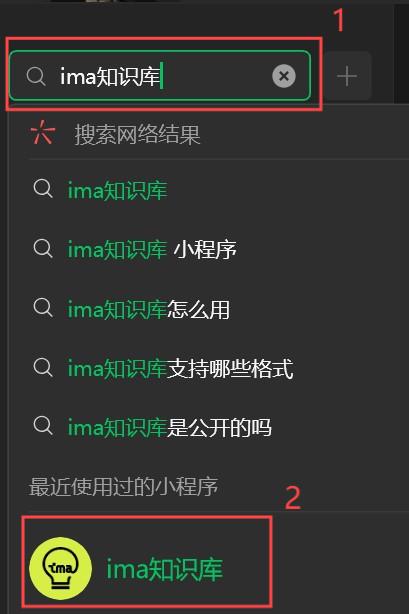 1
ima知识库
搜索网络结果
ima知识库
ima知识库 小程序
ima知识库怎么用
ima知识库支持哪些格式
ima知识库是公开的吗
最近使用过的小程序
2
ima
ima知识库